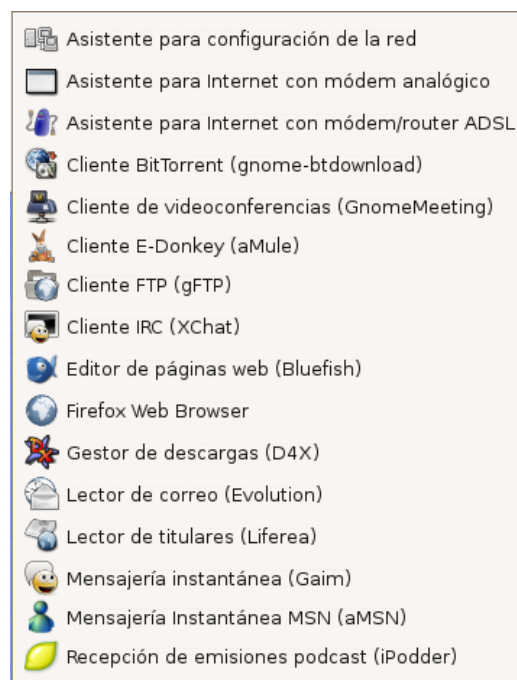 Asistente para configuración de la red
Asistente para Internet con módem analógico
Asistente para Internet con módem/router ADSL
Cliente BitTorrent (gnome-btdownload)
Cliente de videoconferencias (GnomeMeeting)
Cliente E-Donkey (aMule)
Cliente FTP (gFTP)
Cliente IRC (XChat)
Editor de páginas web (Bluefish)
Firefox Web Browser
Gestor de descargas (D4X)
Lector de correo (Evolution)
Lector de titulares (Liferea)
Mensajería instantánea (Gaim)
Mensajería Instantánea MSN (aMSN)
Recepción de emisiones podcast (iPodder)